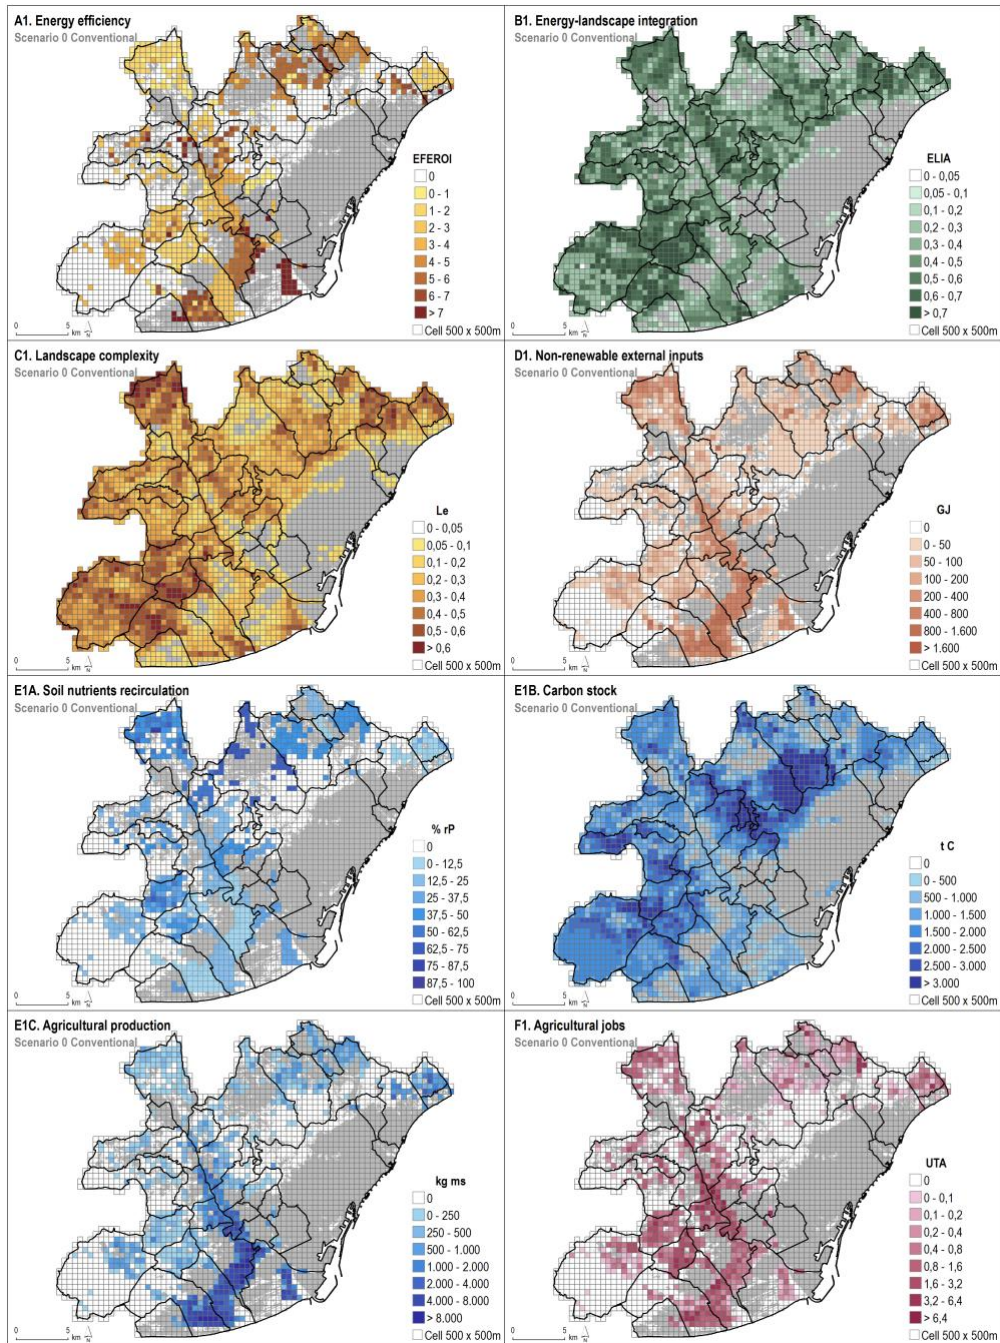 A1. Energy efficiency
Scenario 0 Conventional
EFEROI
0
0 - 1
1 - 2
2 - 3
3 - 4
4 - 5
5 - 6
6 - 7
> 7
Cell 500 x 500m
0 5 km N
B1. Energy-landscape integration
Scenario 0 Conventional
ELIA
0 - 0,05
0,05 - 0,1
0,1 - 0,2
0,2 - 0,3
0,3 - 0,4
0,4 - 0,5
0,5 - 0,6
0,6 - 0,7
> 0,7
Cell 500 x 500m
0 5 km N
C1. Landscape complexity
Scenario 0 Conventional
Le
0 - 0,05
0,05 - 0,1
0,1 - 0,2
0,2 - 0,3
0,3 - 0,4
0,4 - 0,5
0,5 - 0,6
> 0,6
Cell 500 x 500m
0 5 km N
D1. Non-renewable external inputs
Scenario 0 Conventional
GJ
0
0 - 50
50 - 100
100 - 200
200 - 400
400 - 800
800 - 1.600
> 1.600
Cell 500 x 500m
0 5 km N
E1A. Soil nutrients recirculation
Scenario 0 Conventional
% rP
0
0 - 12,5
12,5 - 25
25 - 37,5
37,5 - 50
50 - 62,5
62,5 - 75
75 - 87,5
87,5 - 100
Cell 500 x 500m
0 5 km N
E1B. Carbon stock
Scenario 0 Conventional
t C
0
0 - 500
500 - 1.000
1.000 - 1.500
1.500 - 2.000
2.000 - 2.500
2.500 - 3.000
> 3.000
Cell 500 x 500m
0 5 km N
E1C. Agricultural production
Scenario 0 Conventional
kg ms
0
0 - 250
250 - 500
500 - 1.000
1.000 - 2.000
2.000 - 4.000
4.000 - 8.000
> 8.000
Cell 500 x 500m
0 5 km N
F1. Agricultural jobs
Scenario 0 Conventional
UTA
0
0 - 0,1
0,1 - 0,2
0,2 - 0,4
0,4 - 0,8
0,8 - 1,6
1,6 - 3,2
3,2 - 6,4
> 6,4
Cell 500 x 500m
0 5 km N